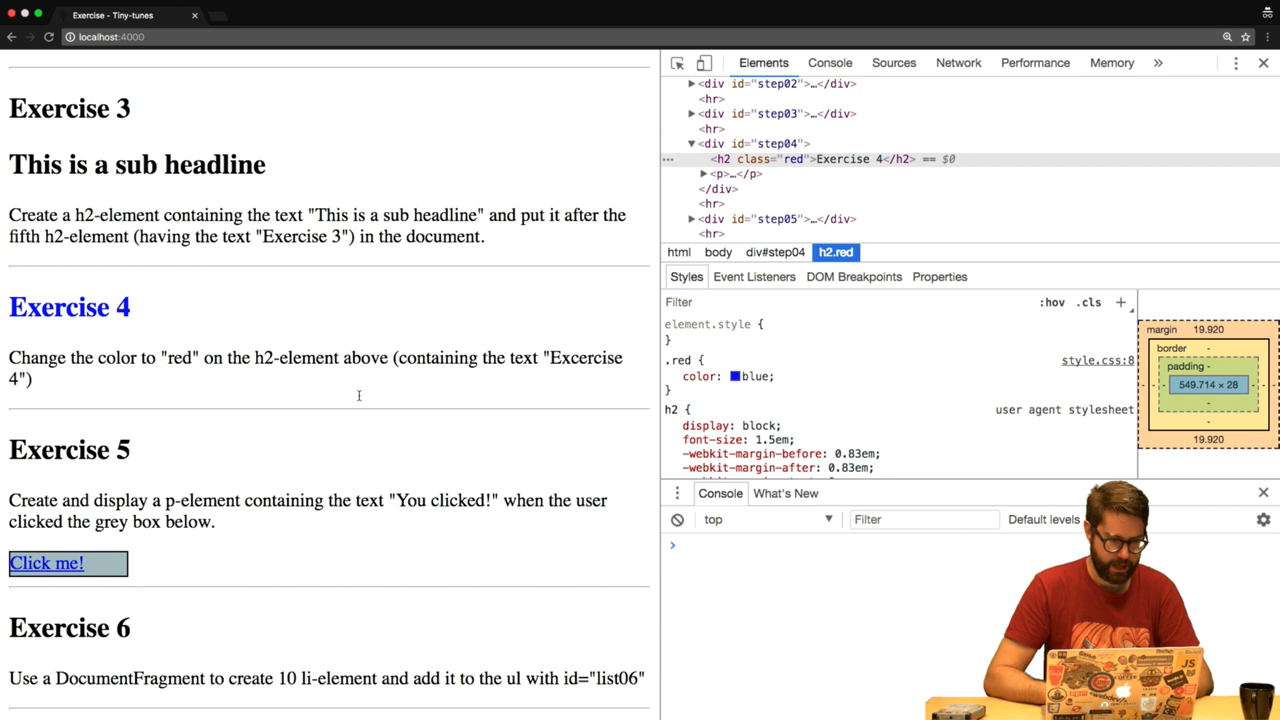 Exercise - Tiny-tunes
localhost:4000
Exercise 3
This is a sub headline
Create a h2-element containing the text "This is a sub headline" and put it after the
fifth h2-element (having the text "Exercise 3") in the document.
Exercise 4
Change the color to "red" on the h2-element above (containing the text "Excercise
4")
Exercise 5
Create and display a p-element containing the text "You clicked!" when the user
clicked the grey box below.
Click me!
Exercise 6
Use a DocumentFragment to create 10 li-element and add it to the ul with id="list06"
Elements Console Sources Network Performance Memory »
<div id="step02">…</div>
<hr>
<div id="step03">…</div>
<hr>
<div id="step04">
… <h2 class="red">Exercise 4</h2> == $0
<p>…</p>
</div>
<hr>
<div id="step05">…</div>
<hr>
html body div#step04 h2.red
Styles Event Listeners DOM Breakpoints Properties
Filter :hov .cls +
element.style {
}
.red { style.css:8
color: blue;
}
h2 { user agent stylesheet
display: block;
font-size: 1.5em;
-webkit-margin-before: 0.83em;
-webkit-margin-after: 0.83em;
margin 19.920
border -
padding -
- - - 549.714 × 28 - - -
-
-
19.920
Console What's New
top Filter Default levels
JS